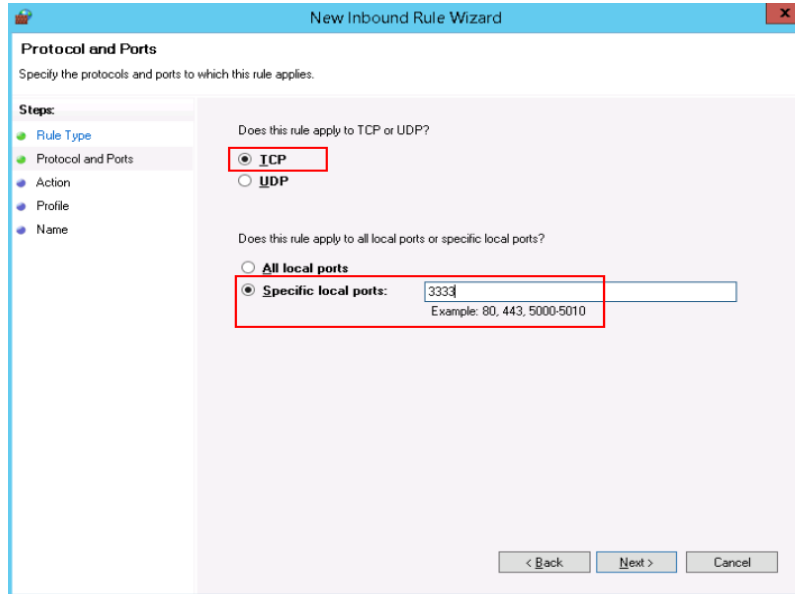 New Inbound Rule Wizard
x
Protocol and Ports
Specify the protocols and ports to which this rule applies.
Steps:
Rule Type
Protocol and Ports
Action
Profile
Name
Does this rule apply to TCP or UDP?
TCP
UDP
Does this rule apply to all local ports or specific local ports?
All local ports
Specific local ports: 3333
Example: 80, 443, 5000-5010
< Back Next > Cancel